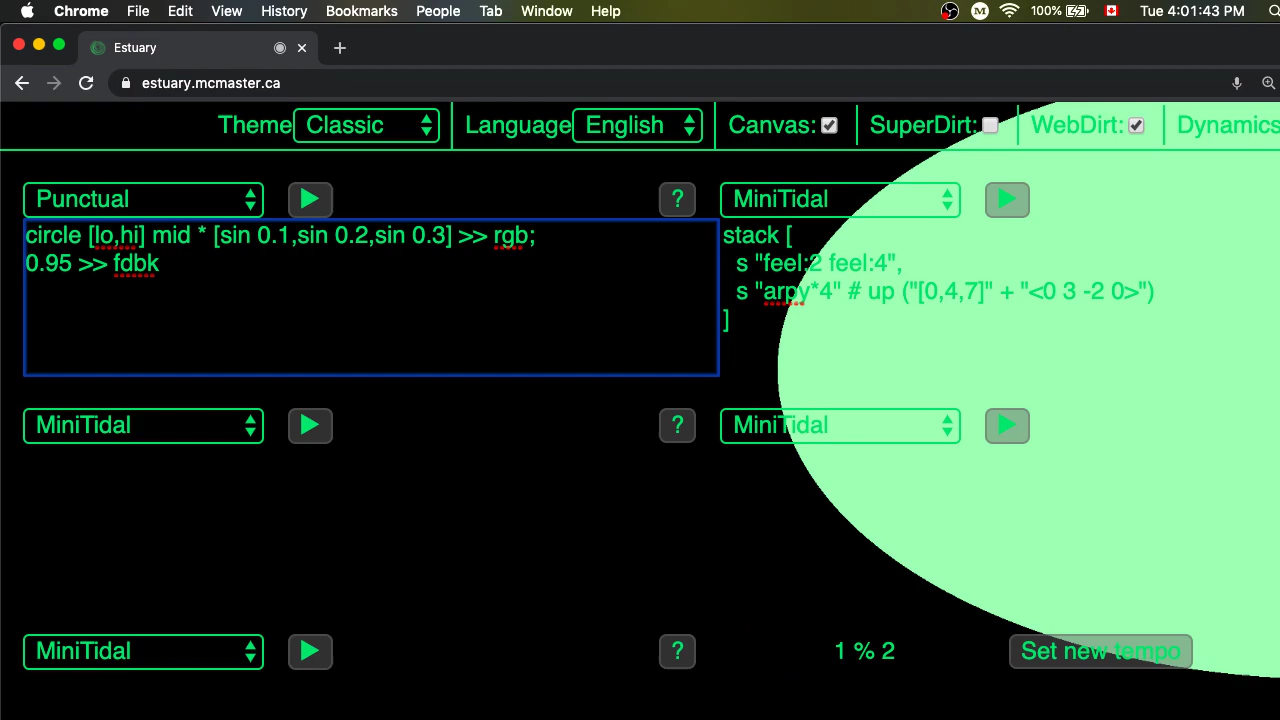 Chrome File Edit View History Bookmarks People Tab Window Help M 100% Tue 4:01:43 PM
Estuary
estuary.mcmaster.ca
Theme Classic Language English Canvas: SuperDirt: WebDirt: Dynamics
Punctual ? MiniTidal
circle [lo,hi] mid * [sin 0.1,sin 0.2,sin 0.3] >> rgb;
0.95 >> fdbk
stack [
s "feel:2 feel:4",
s "arpy*4" # up ("[0,4,7]" + "<0 3 -2 0>")
]
MiniTidal ? MiniTidal
MiniTidal ? 1 % 2 Set new tempo